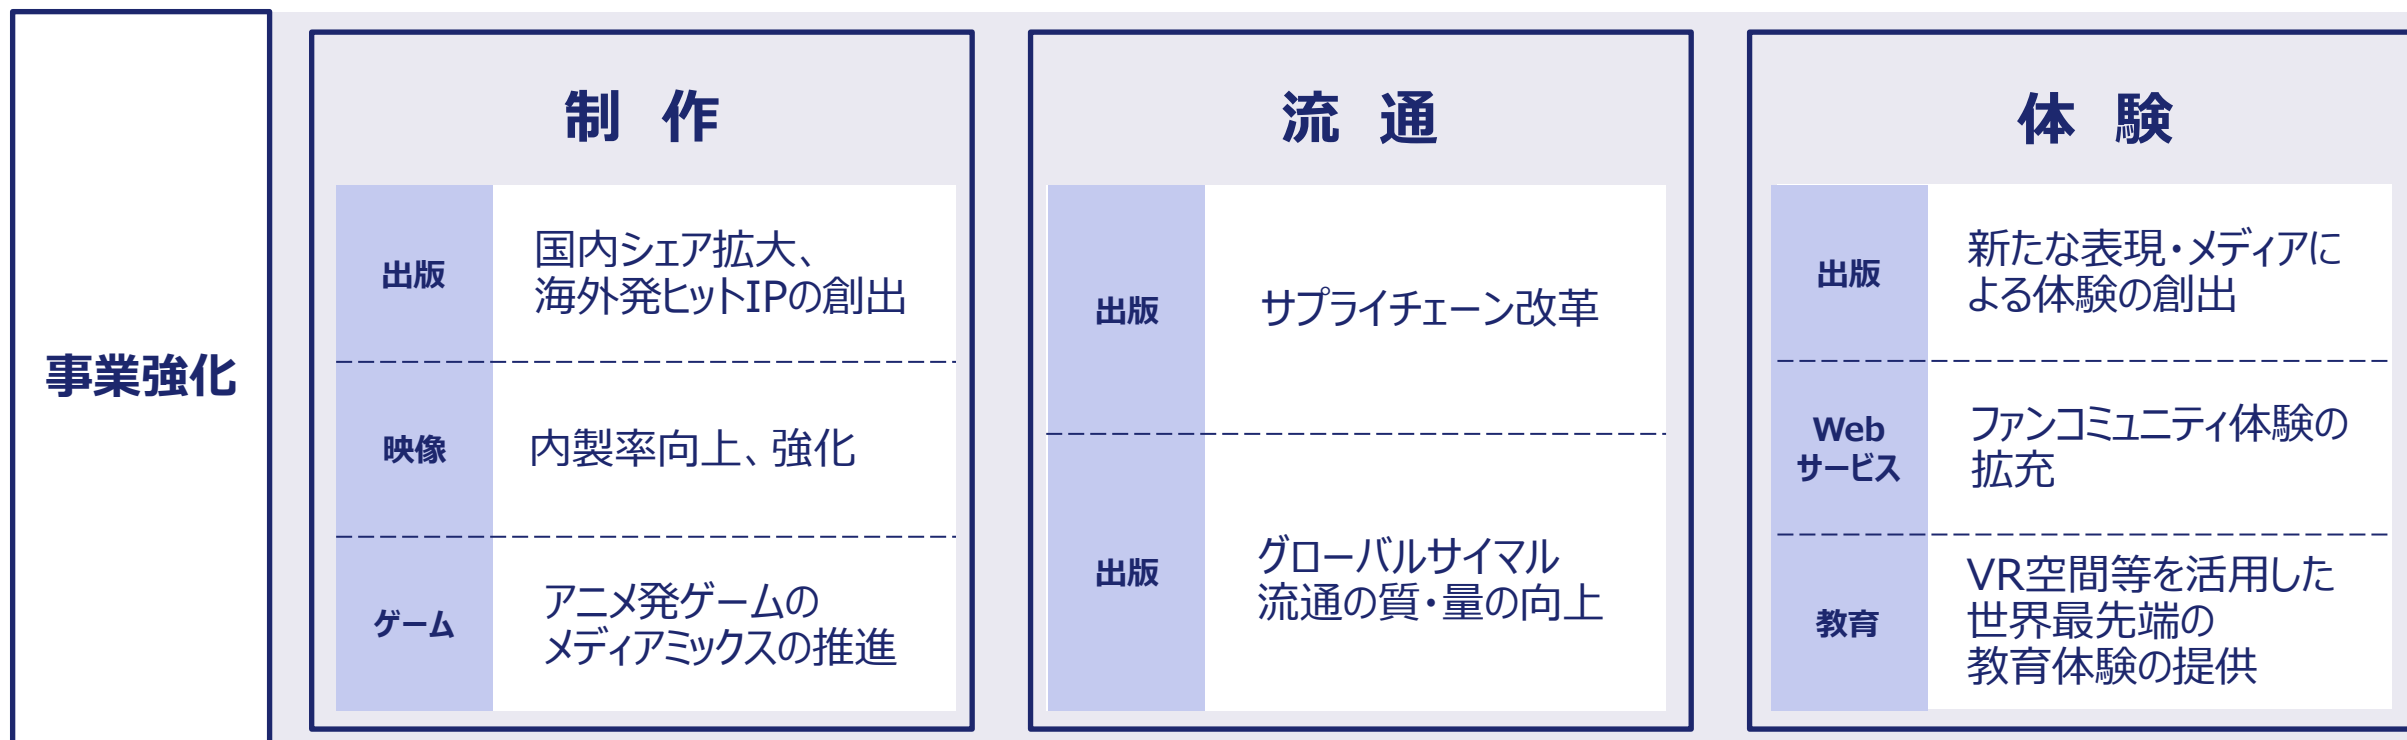 事業強化
制 作
出版
国内シェア拡大、
海外発ヒットIPの創出
映像
内製率向上、強化
ゲーム
アニメ発ゲームの
メディアミックスの推進
流 通
出版
サプライチェーン改革
出版
グローバルサイマル
流通の質・量の向上
体 験
出版
新たな表現・メディアに
よる体験の創出
Web
サービス
ファンコミュニティ体験の
拡充
教育
VR空間等を活用した
世界最先端の
教育体験の提供